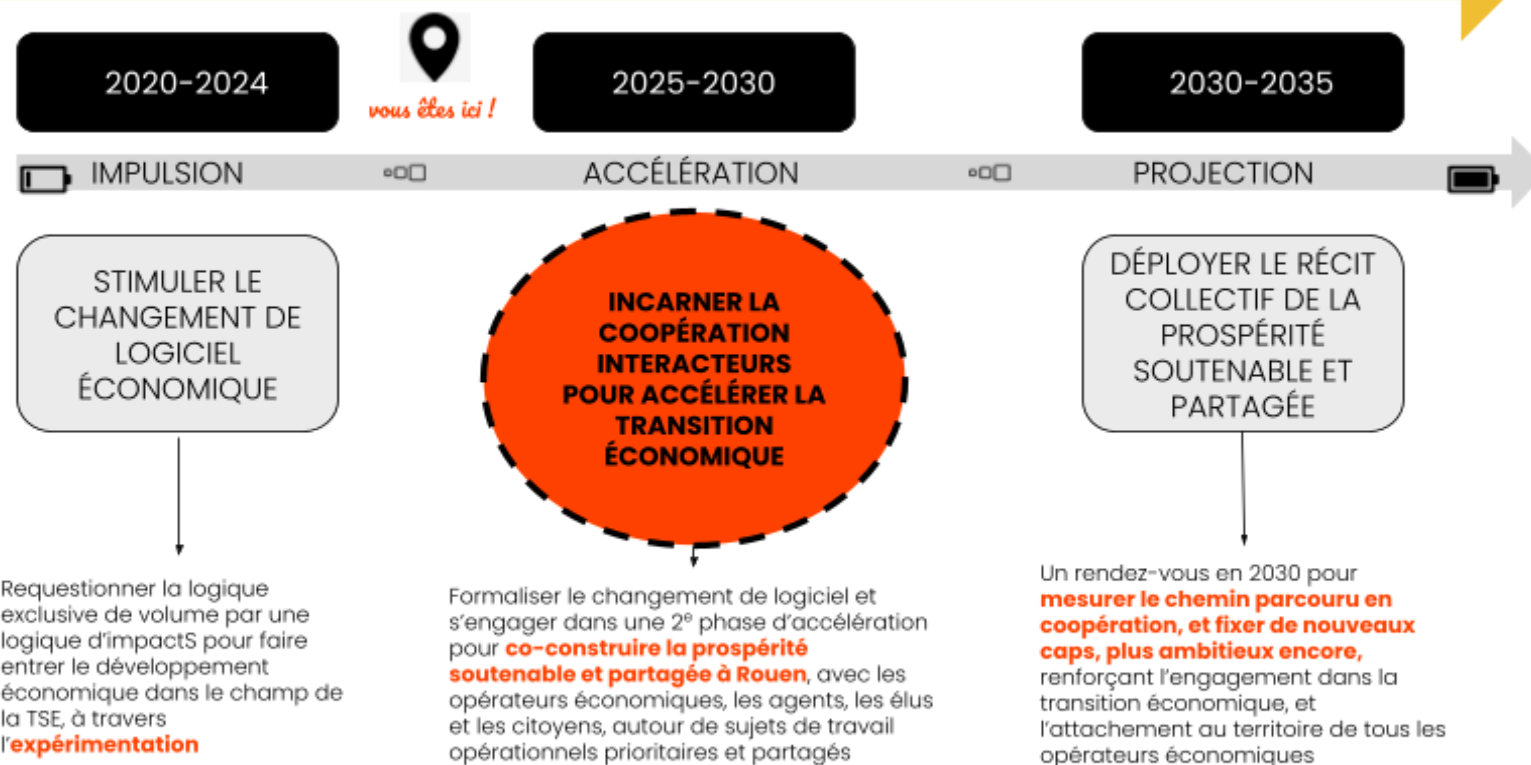 2020-2024
vous êtes ici !
2025-2030
2030-2035
IMPULSION
ACCÉLÉRATION
PROJECTION
STIMULER LE
CHANGEMENT DE
LOGICIEL
ÉCONOMIQUE
INCARNER LA
COOPÉRATION
INTERACTEURS
POUR ACCÉLÉRER LA
TRANSITION
ÉCONOMIQUE
DÉPLOYER LE RÉCIT
COLLECTIF DE LA
PROSPÉRITÉ
SOUTENABLE ET
PARTAGÉE
Requestionner la logique
exclusive de volume par une
logique d'impactS pour faire
entrer le développement
économique dans le champ de
la TSE, à travers
l'expérimentation
Formaliser le changement de logiciel et
s'engager dans une 2e phase d'accélération
pour co-construire la prospérité
soutenable et partagée à Rouen, avec les
opérateurs économiques, les agents, les élus
et les citoyens, autour de sujets de travail
opérationnels prioritaires et partagés
Un rendez-vous en 2030 pour
mesurer le chemin parcouru en
coopération, et fixer de nouveaux
caps, plus ambitieux encore,
renforçant l'engagement dans la
transition économique, et
l'attachement au territoire de tous les
opérateurs économiques